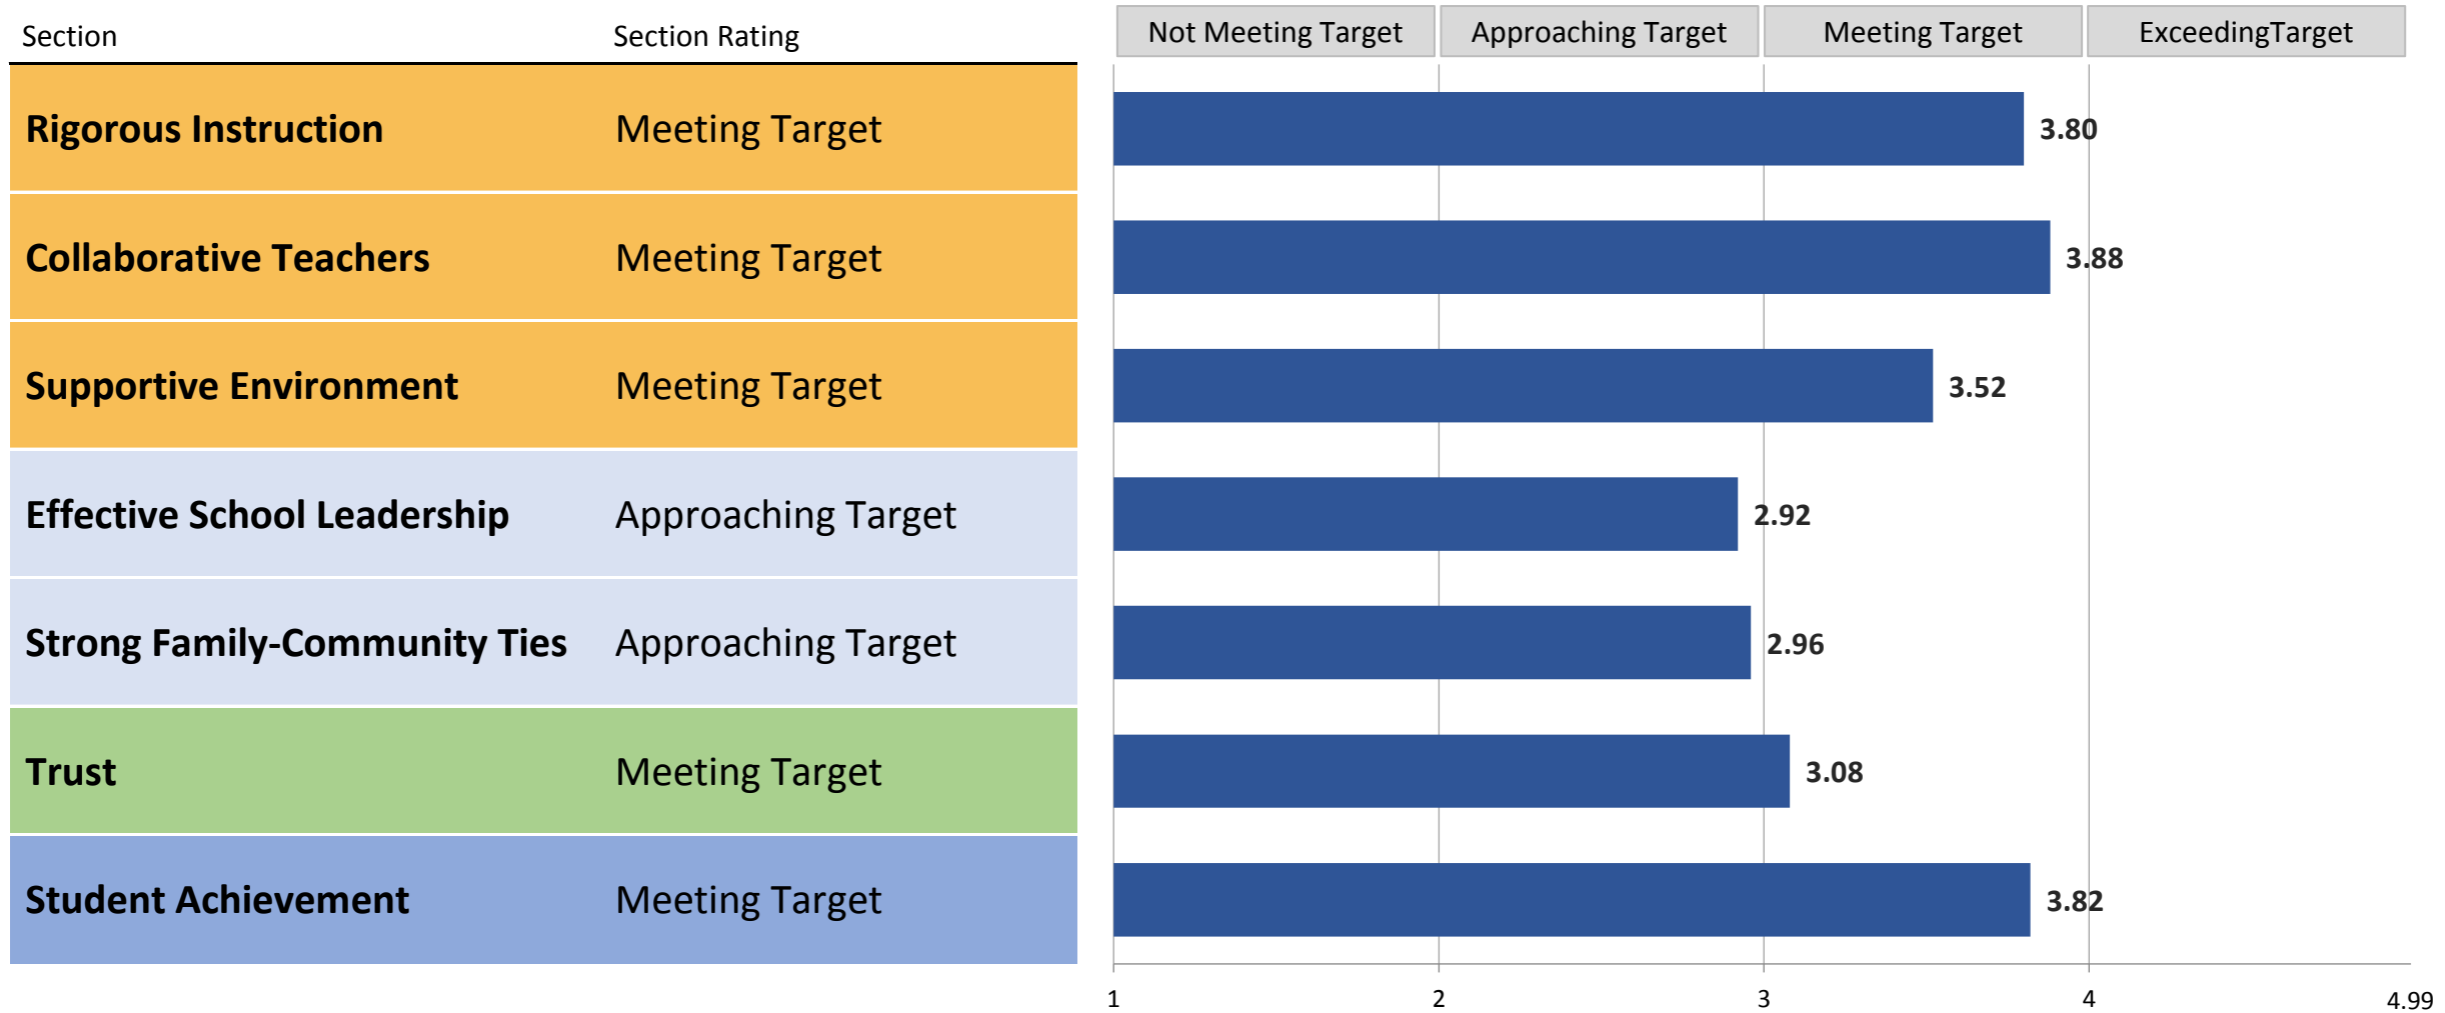 Section Section Rating Not Meeting Target Approaching Target Meeting Target ExceedingTarget
Rigorous Instruction Meeting Target 3.80
Collaborative Teachers Meeting Target 3.88
Supportive Environment Meeting Target 3.52
Effective School Leadership Approaching Target 2.92
Strong Family-Community Ties Approaching Target 2.96
Trust Meeting Target 3.08
Student Achievement Meeting Target 3.82
1 2 3 4 4.99